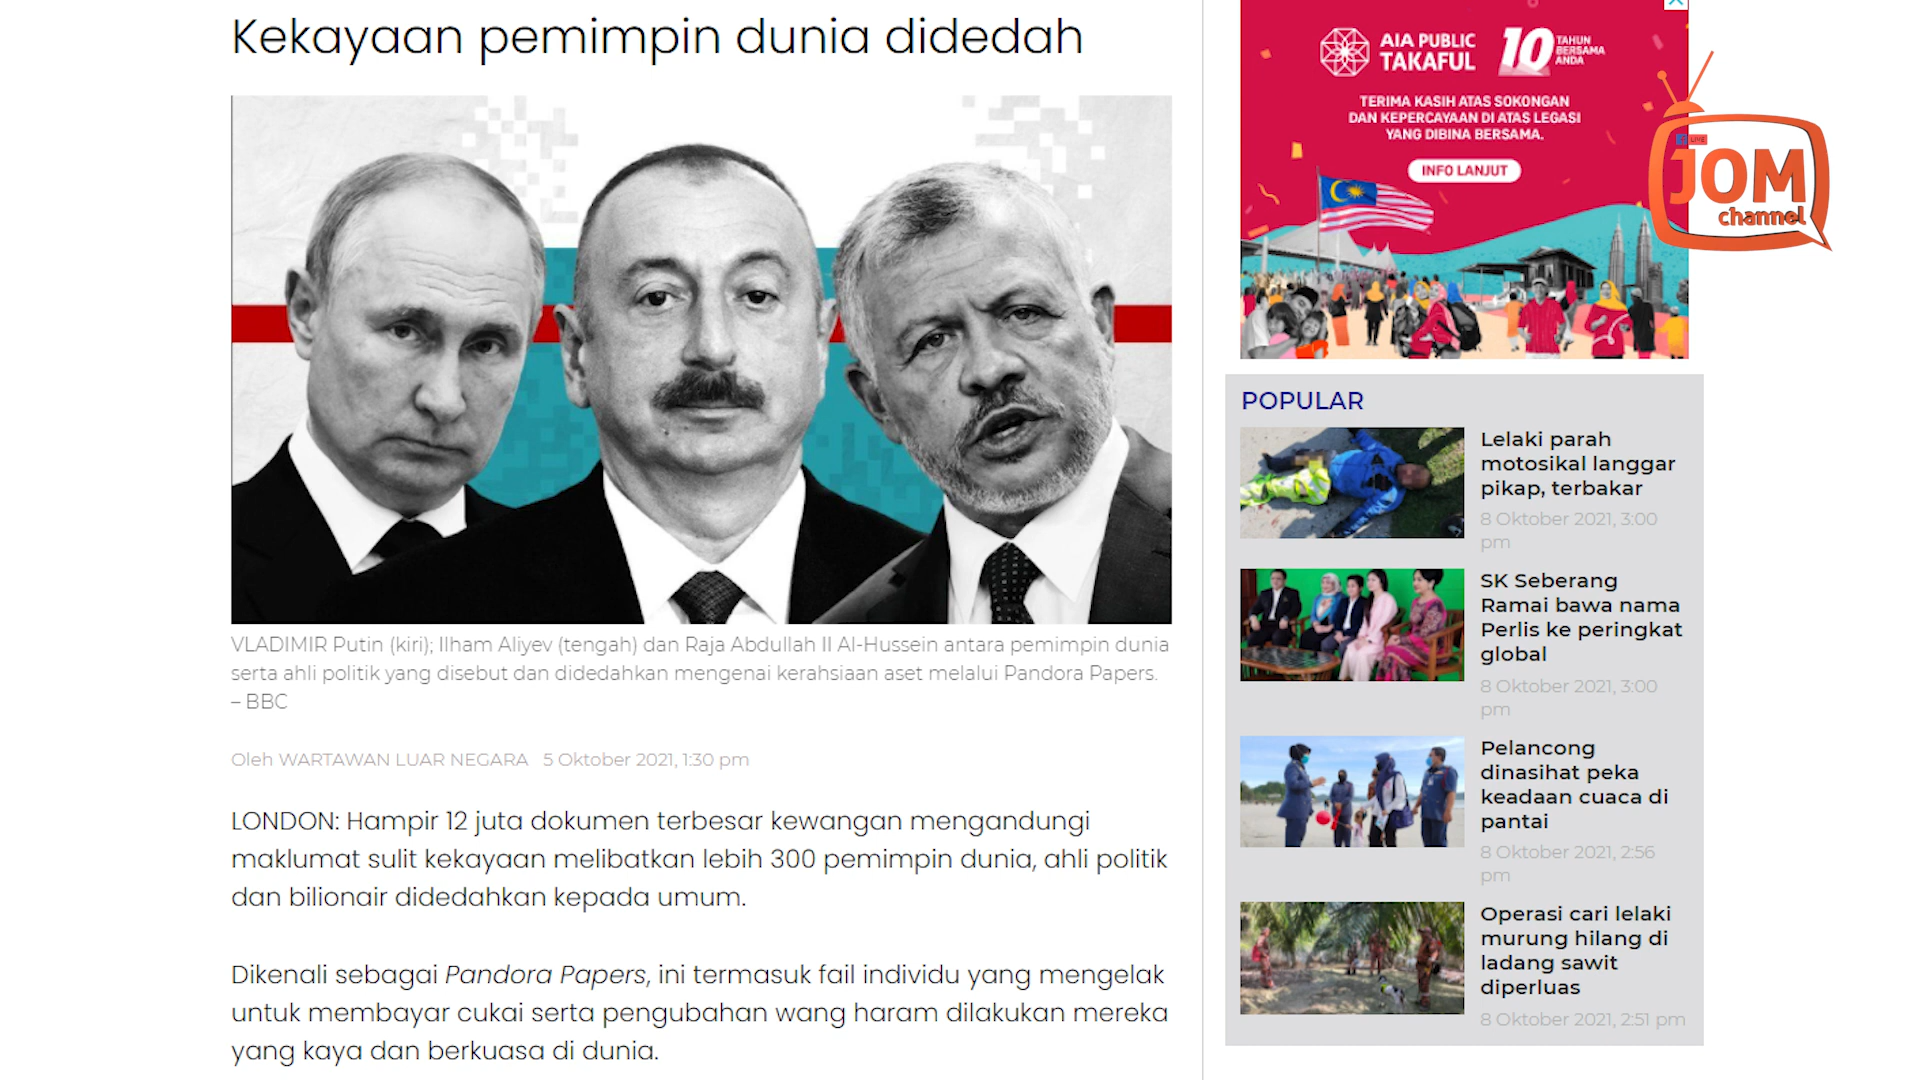 Kekayaan pemimpin dunia didedah
VLADIMIR Putin (kiri); Ilham Aliyev (tengah) dan Raja Abdullah II Al-Hussein antara pemimpin dunia
serta ahli politik yang disebut dan didedahkan mengenai kerahsiaan aset melalui Pandora Papers.
– BBC
Oleh WARTAWAN LUAR NEGARA 5 Oktober 2021, 1:30 pm
LONDON: Hampir 12 juta dokumen terbesar kewangan mengandungi
maklumat sulit kekayaan melibatkan lebih 300 pemimpin dunia, ahli politik
dan bilionair didedahkan kepada umum.
Dikenali sebagai Pandora Papers, ini termasuk fail individu yang mengelak
untuk membayar cukai serta pengubahan wang haram dilakukan mereka
yang kaya dan berkuasa di dunia.
AIA PUBLIC
TAKAFUL
10
TAHUN
BERSAMA
ANDA
TERIMA KASIH ATAS SOKONGAN
DAN KEPERCAYAAN DI ATAS LEGASI
YANG DIBINA BERSAMA.
INFO LANJUT
LIVE
JOM
channel
POPULAR
Lelaki parah
motosikal langgar
pikap, terbakar
8 Oktober 2021, 3:00
pm
SK Seberang
Ramai bawa nama
Perlis ke peringkat
global
8 Oktober 2021, 3:00
pm
Pelancong
dinasihat peka
keadaan cuaca di
pantai
8 Oktober 2021, 2:56
pm
Operasi cari lelaki
murung hilang di
ladang sawit
diperluas
8 Oktober 2021, 2:51 pm